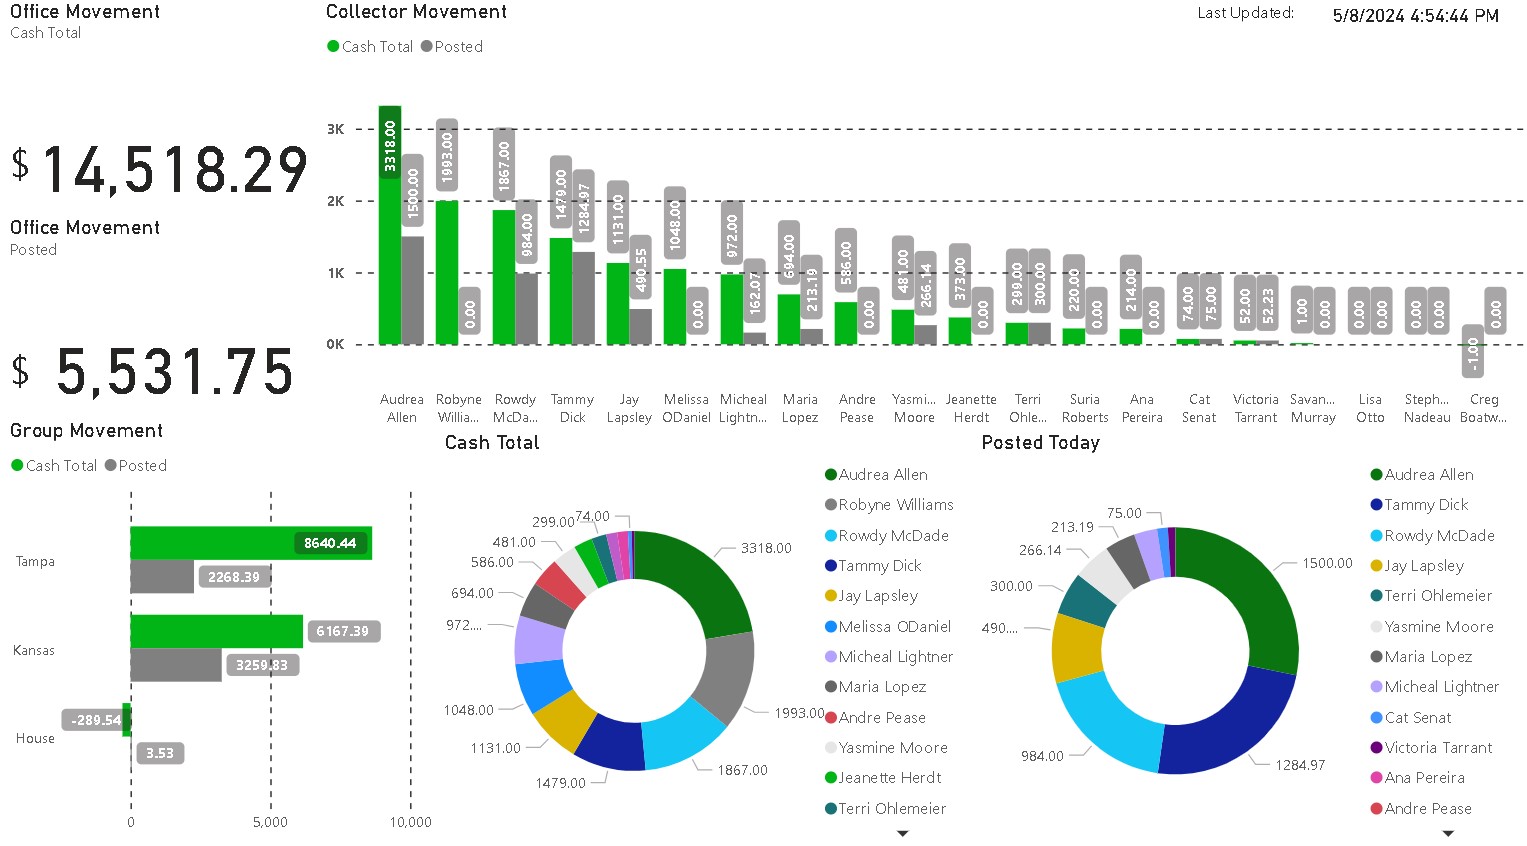 Office Movement
Cash Total
$ 14,518.29
Office Movement
Posted
$ 5,531.75
Collector Movement
Cash Total Posted
Last Updated: 5/8/2024 4:54:44 PM
3K
2K
1K
0K
3318.00
1500.00
1993.00
0.00
1867.00
984.00
1479.00
1284.97
1131.00
490.55
1048.00
0.00
972.00
162.07
694.00
213.19
586.00
0.00
481.00
266.14
373.00
0.00
299.00
300.00
220.00
0.00
214.00
0.00
74.00
75.00
52.00
52.23
1.00
0.00
0.00
0.00
0.00
0.00
-1.00
0.00
Audrea
Allen
Robyne
Willia...
Rowdy
McDa...
Tammy
Dick
Jay
Lapsley
Melissa
ODaniel
Micheal
Lightn...
Maria
Lopez
Andre
Pease
Yasmi...
Moore
Jeanette
Herdt
Terri
Ohle...
Suria
Roberts
Ana
Pereira
Cat
Senat
Victoria
Tarrant
Savan...
Murray
Lisa
Otto
Steph...
Nadeau
Creg
Boatw...
Group Movement
Cash Total Posted
Tampa
8640.44
2268.39
Kansas
6167.39
3259.83
House
-289.54
3.53
0
5,000
10,000
Cash Total
3318.00
1993.00
1867.00
1479.00
1131.00
1048.00
972....
694.00
586.00
481.00
299.00
74.00
Audrea Allen
Robyne Williams
Rowdy McDade
Tammy Dick
Jay Lapsley
Melissa ODaniel
Micheal Lightner
Maria Lopez
Andre Pease
Yasmine Moore
Jeanette Herdt
Terri Ohlemeier
Posted Today
1500.00
1284.97
984.00
490....
300.00
266.14
213.19
75.00
Audrea Allen
Tammy Dick
Rowdy McDade
Jay Lapsley
Terri Ohlemeier
Yasmine Moore
Maria Lopez
Micheal Lightner
Cat Senat
Victoria Tarrant
Ana Pereira
Andre Pease